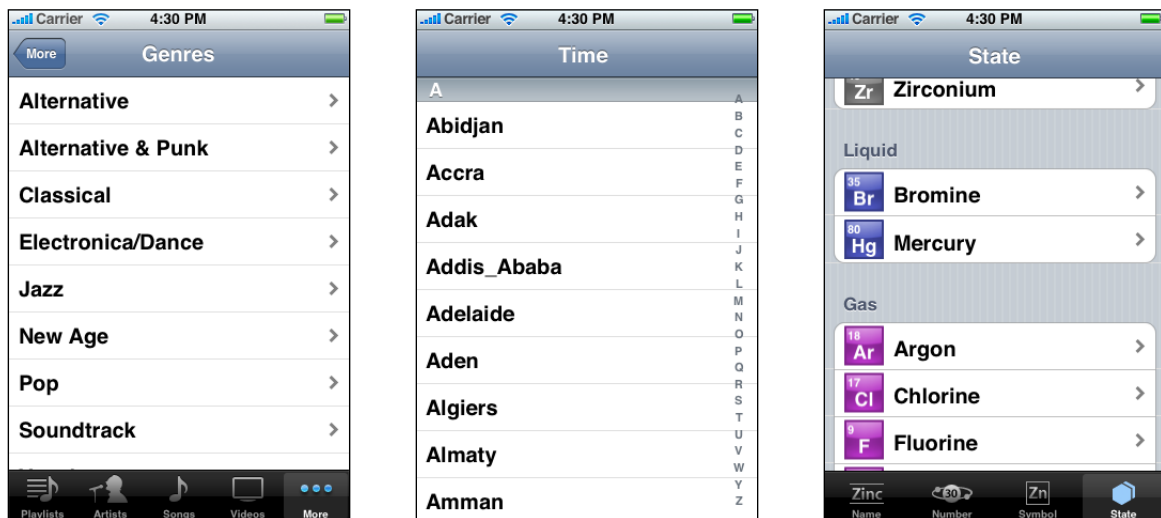 Carrier 4:30 PM
More Genres
Alternative
Alternative & Punk
Classical
Electronica/Dance
Jazz
New Age
Pop
Soundtrack
Playlists Artists Songs Videos More
Carrier 4:30 PM
Time
A
Abidjan
Accra
Adak
Addis_Ababa
Adelaide
Aden
Algiers
Almaty
Amman
A
B
C
D
E
F
G
H
I
J
K
L
M
N
O
P
Q
R
S
T
U
V
W
Y
Z
Carrier 4:30 PM
State
Zr Zirconium
Liquid
35
Br Bromine
80
Hg Mercury
Gas
18
Ar Argon
17
Cl Chlorine
9
F Fluorine
Zinc 30 Zn
Name Number Symbol State